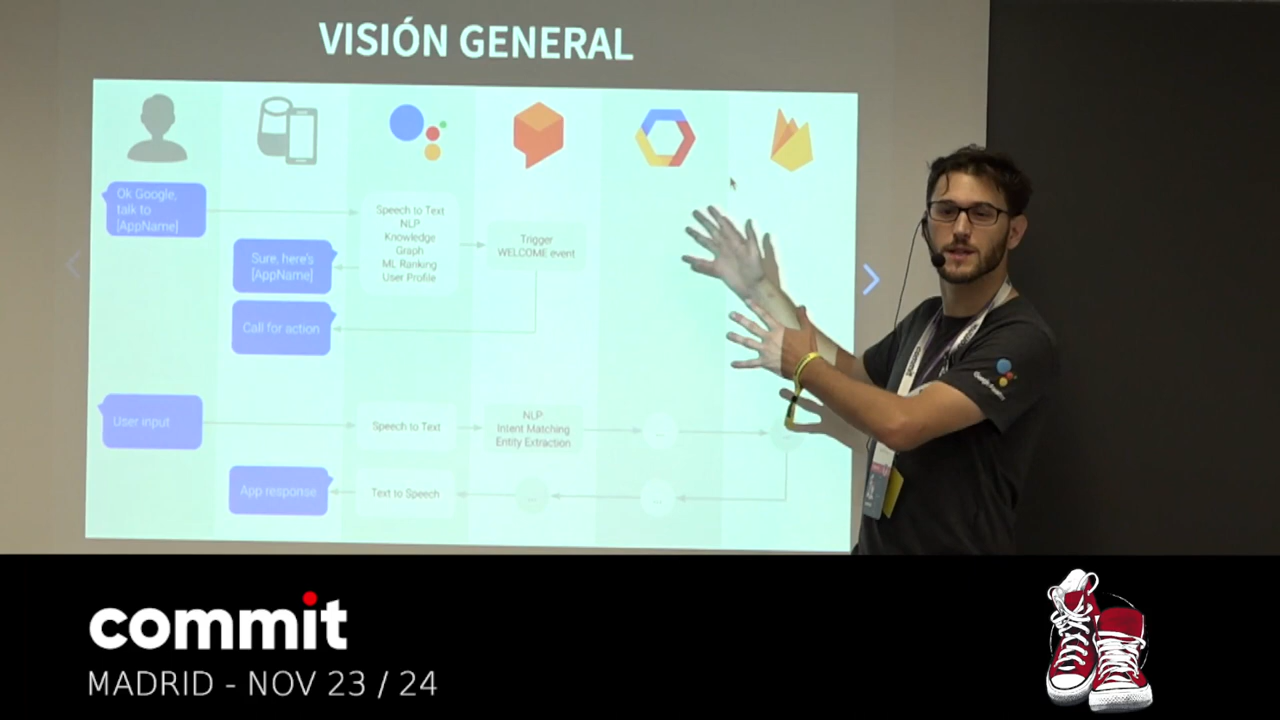 VISIÓN GENERAL
Ok Google,
talk to
[AppName]
Sure, here's
[AppName]
Call for action
Speech to Text
NLP
Knowledge
Graph
ML Ranking
User Profile
Trigger
WELCOME event
User input
Speech to Text
NLP
Intent Matching
Entity Extraction
...
App response
Text to Speech
...
...
commit
MADRID - NOV 23 / 24